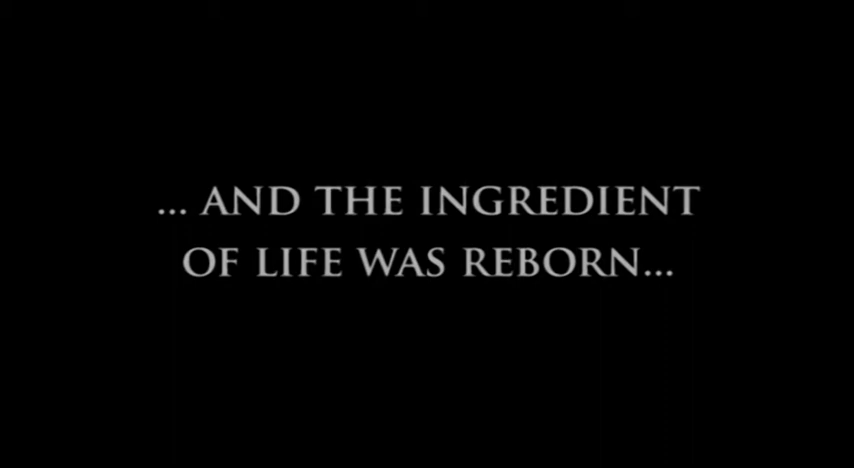 ... AND THE INGREDIENT
OF LIFE WAS REBORN...